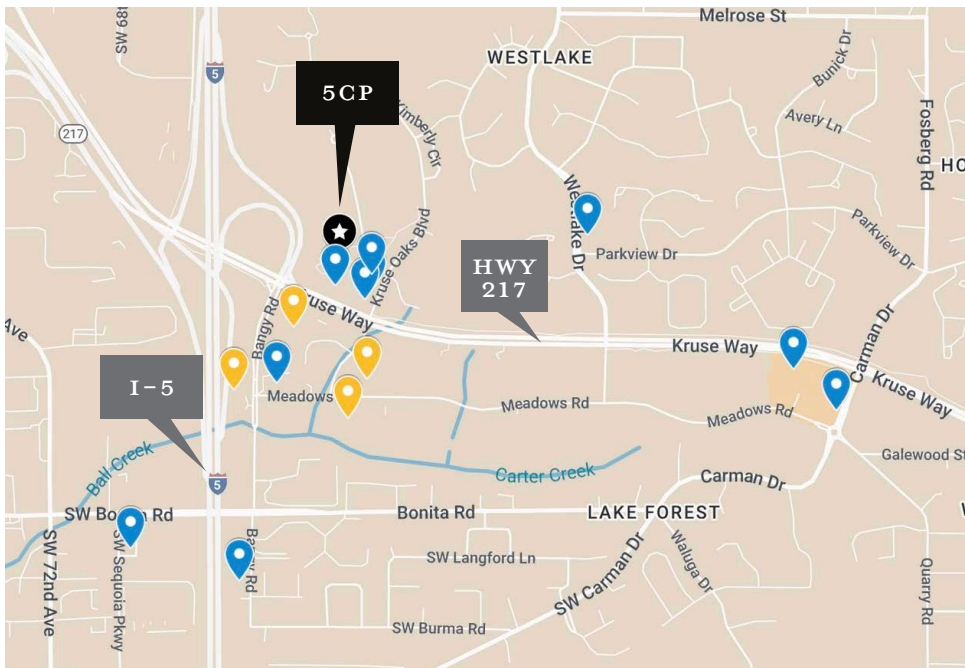 Melrose St
SW 68th
WESTLAKE
5
5CP
Bunick Dr
Kimberly Cir
Avery Ln
Fosberg Rd
217
HO
Westlake Dr
Parkview Dr
Kruse Oaks Blvd
Parkview Dr
HWY
217
Kruse Way
Ave
Bangy Rd
Carman Dr
Kruse Way
Kruse Way
I-5
Meadows
Meadows Rd
Meadows Rd
Ball Creek
Galewood St
Carter Creek
Carman Dr
5
SW Bonita Rd
Bonita Rd
LAKE FOREST
SW 72nd Ave
SW Sequoia Pkwy
Bangy Rd
SW Langford Ln
SW Carman Dr
Waluga Dr
Quarry Rd
SW Burma Rd